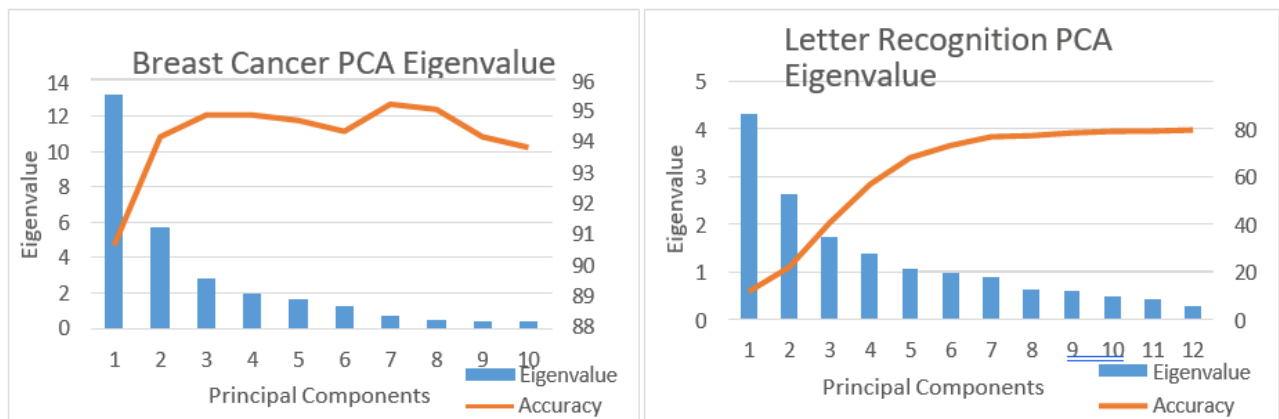 Breast Cancer PCA Eigenvalue
14
12
10
8
6
4
2
0
Eigenvalue
96
95
94
93
92
91
90
89
88
1 2 3 4 5 6 7 8 9 10
Principal Components
Eigenvalue
Accuracy
Letter Recognition PCA
Eigenvalue
5
4
3
2
1
0
Eigenvalue
80
60
40
20
0
1 2 3 4 5 6 7 8 9 10 11 12
Principal Components
Eigenvalue
Accuracy